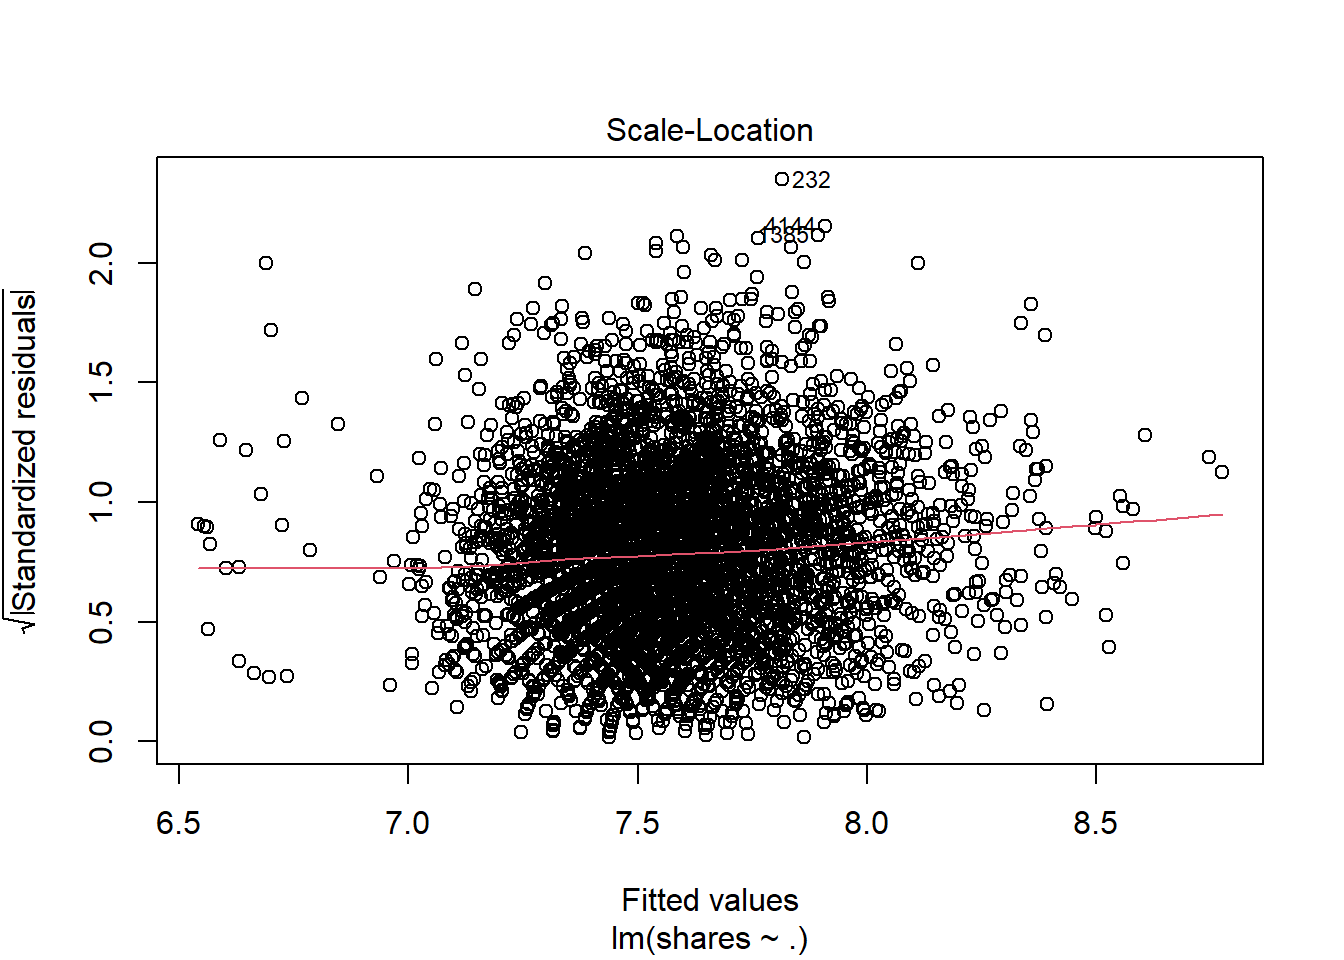 Scale-Location
√|Standardized residuals|
2.0
1.5
1.0
0.5
0.0
232
4144
1385
6.5 7.0 7.5 8.0 8.5
Fitted values
lm(shares ~ .)